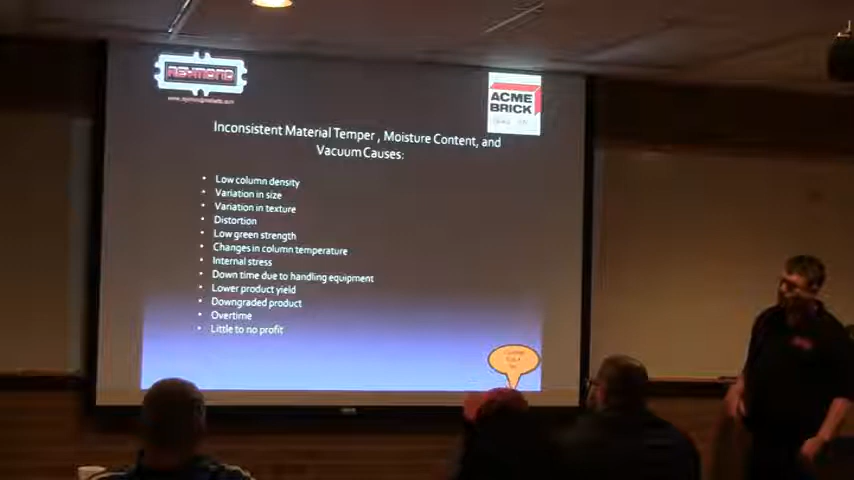 REYMOND
ACME
BRICK
Inconsistent Material Temper , Moisture Content, and
Vacuum Causes:
• Low column density
• Variation in size
• Variation in texture
• Distortion
• Low green strength
• Changes in column temperature
• Internal stress
• Down time due to handling equipment
• Lower product yield
• Downgraded product
• Overtime
• Little to no profit